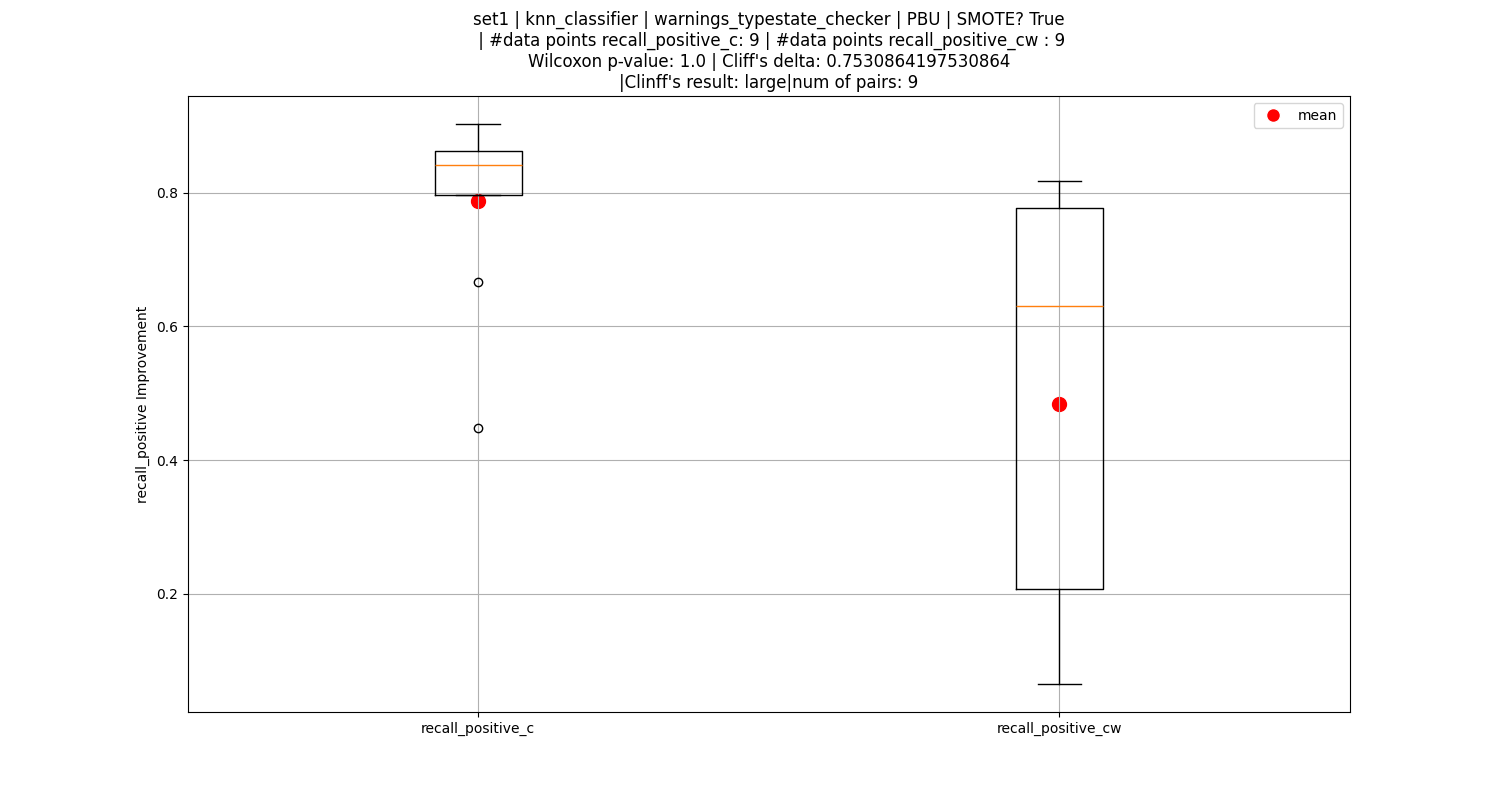 set1 | knn_classifier | warnings_typestate_checker | PBU | SMOTE? True
| #data points recall_positive_c: 9 | #data points recall_positive_cw : 9
Wilcoxon p-value: 1.0 | Cliff's delta: 0.7530864197530864
|Clinff's result: large|num of pairs: 9
mean
0.8
0.6
0.4
0.2
recall_positive Improvement
recall_positive_c
recall_positive_cw